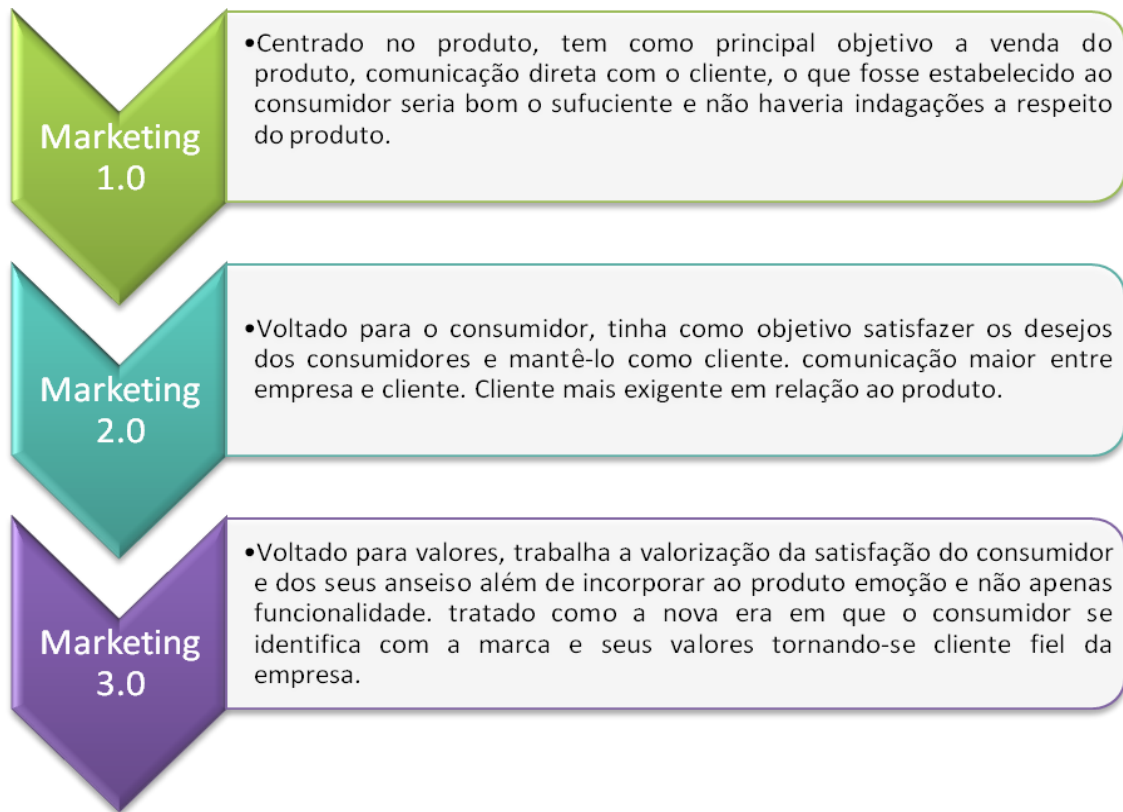 Marketing
1.0
•Centrado no produto, tem como principal objetivo a venda do
produto, comunicação direta com o cliente, o que fosse estabelecido ao
consumidor seria bom o sufuciente e não haveria indagações a respeito
do produto.
Marketing
2.0
•Voltado para o consumidor, tinha como objetivo satisfazer os desejos
dos consumidores e mantê-lo como cliente. comunicação maior entre
empresa e cliente. Cliente mais exigente em relação ao produto.
Marketing
3.0
•Voltado para valores, trabalha a valorização da satisfação do consumidor
e dos seus anseiso além de incorporar ao produto emoção e não apenas
funcionalidade. tratado como a nova era em que o consumidor se
identifica com a marca e seus valores tornando-se cliente fiel da
empresa.